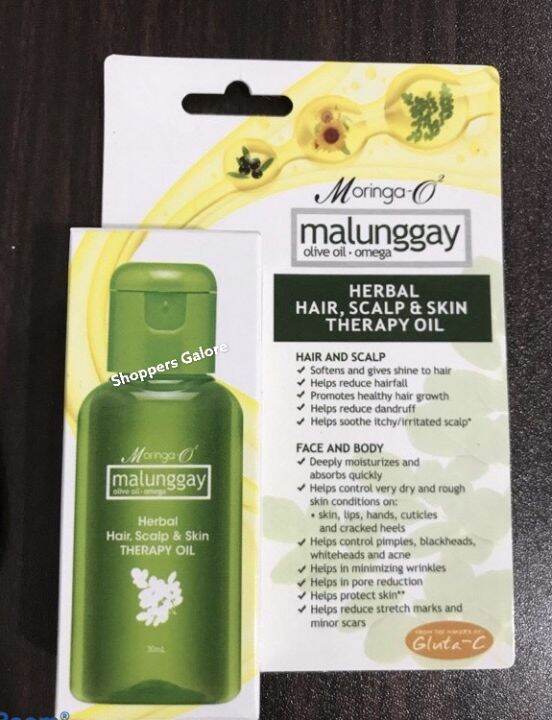 Moringa-O²
malunggay
olive oil • omega
HERBAL
HAIR, SCALP & SKIN
THERAPY OIL
HAIR AND SCALP
✓ Softens and gives shine to hair
✓ Helps reduce hairfall
✓ Promotes healthy hair growth
✓ Helps reduce dandruff
✓ Helps soothe itchy/irritated scalp*
FACE AND BODY
✓ Deeply moisturizes and
absorbs quickly
✓ Helps control very dry and rough
skin conditions on:
• skin, lips, hands, cuticles
and cracked heels
✓ Helps control pimples, blackheads,
whiteheads and acne
✓ Helps in minimizing wrinkles
✓ Helps in pore reduction
✓ Helps protect skin**
✓ Helps reduce stretch marks and
minor scars
FROM THE MAKERS OF
Gluta-C
Shoppers Galore
Moringa-O²
malunggay
olive oil • omega
Herbal
Hair, Scalp & Skin
THERAPY OIL
30mL